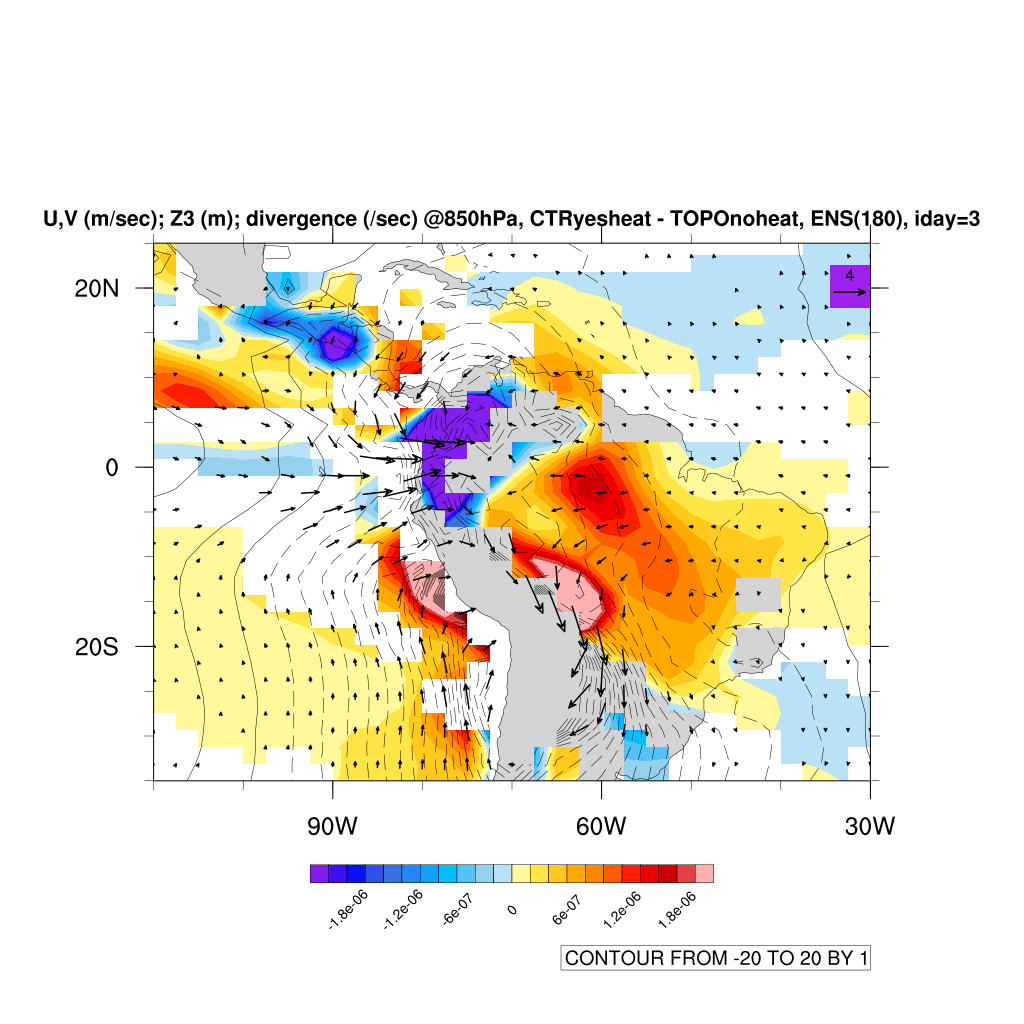 U,V (m/sec); Z3 (m); divergence (/sec) @850hPa, CTRyesheat - TOPOnoheat, ENS(180), iday=3
4
20N
0
20S
90W 60W 30W
-1.8e-06 -1.2e-06 -6e-07 0 6e-07 1.2e-06 1.8e-06
CONTOUR FROM -20 TO 20 BY 1